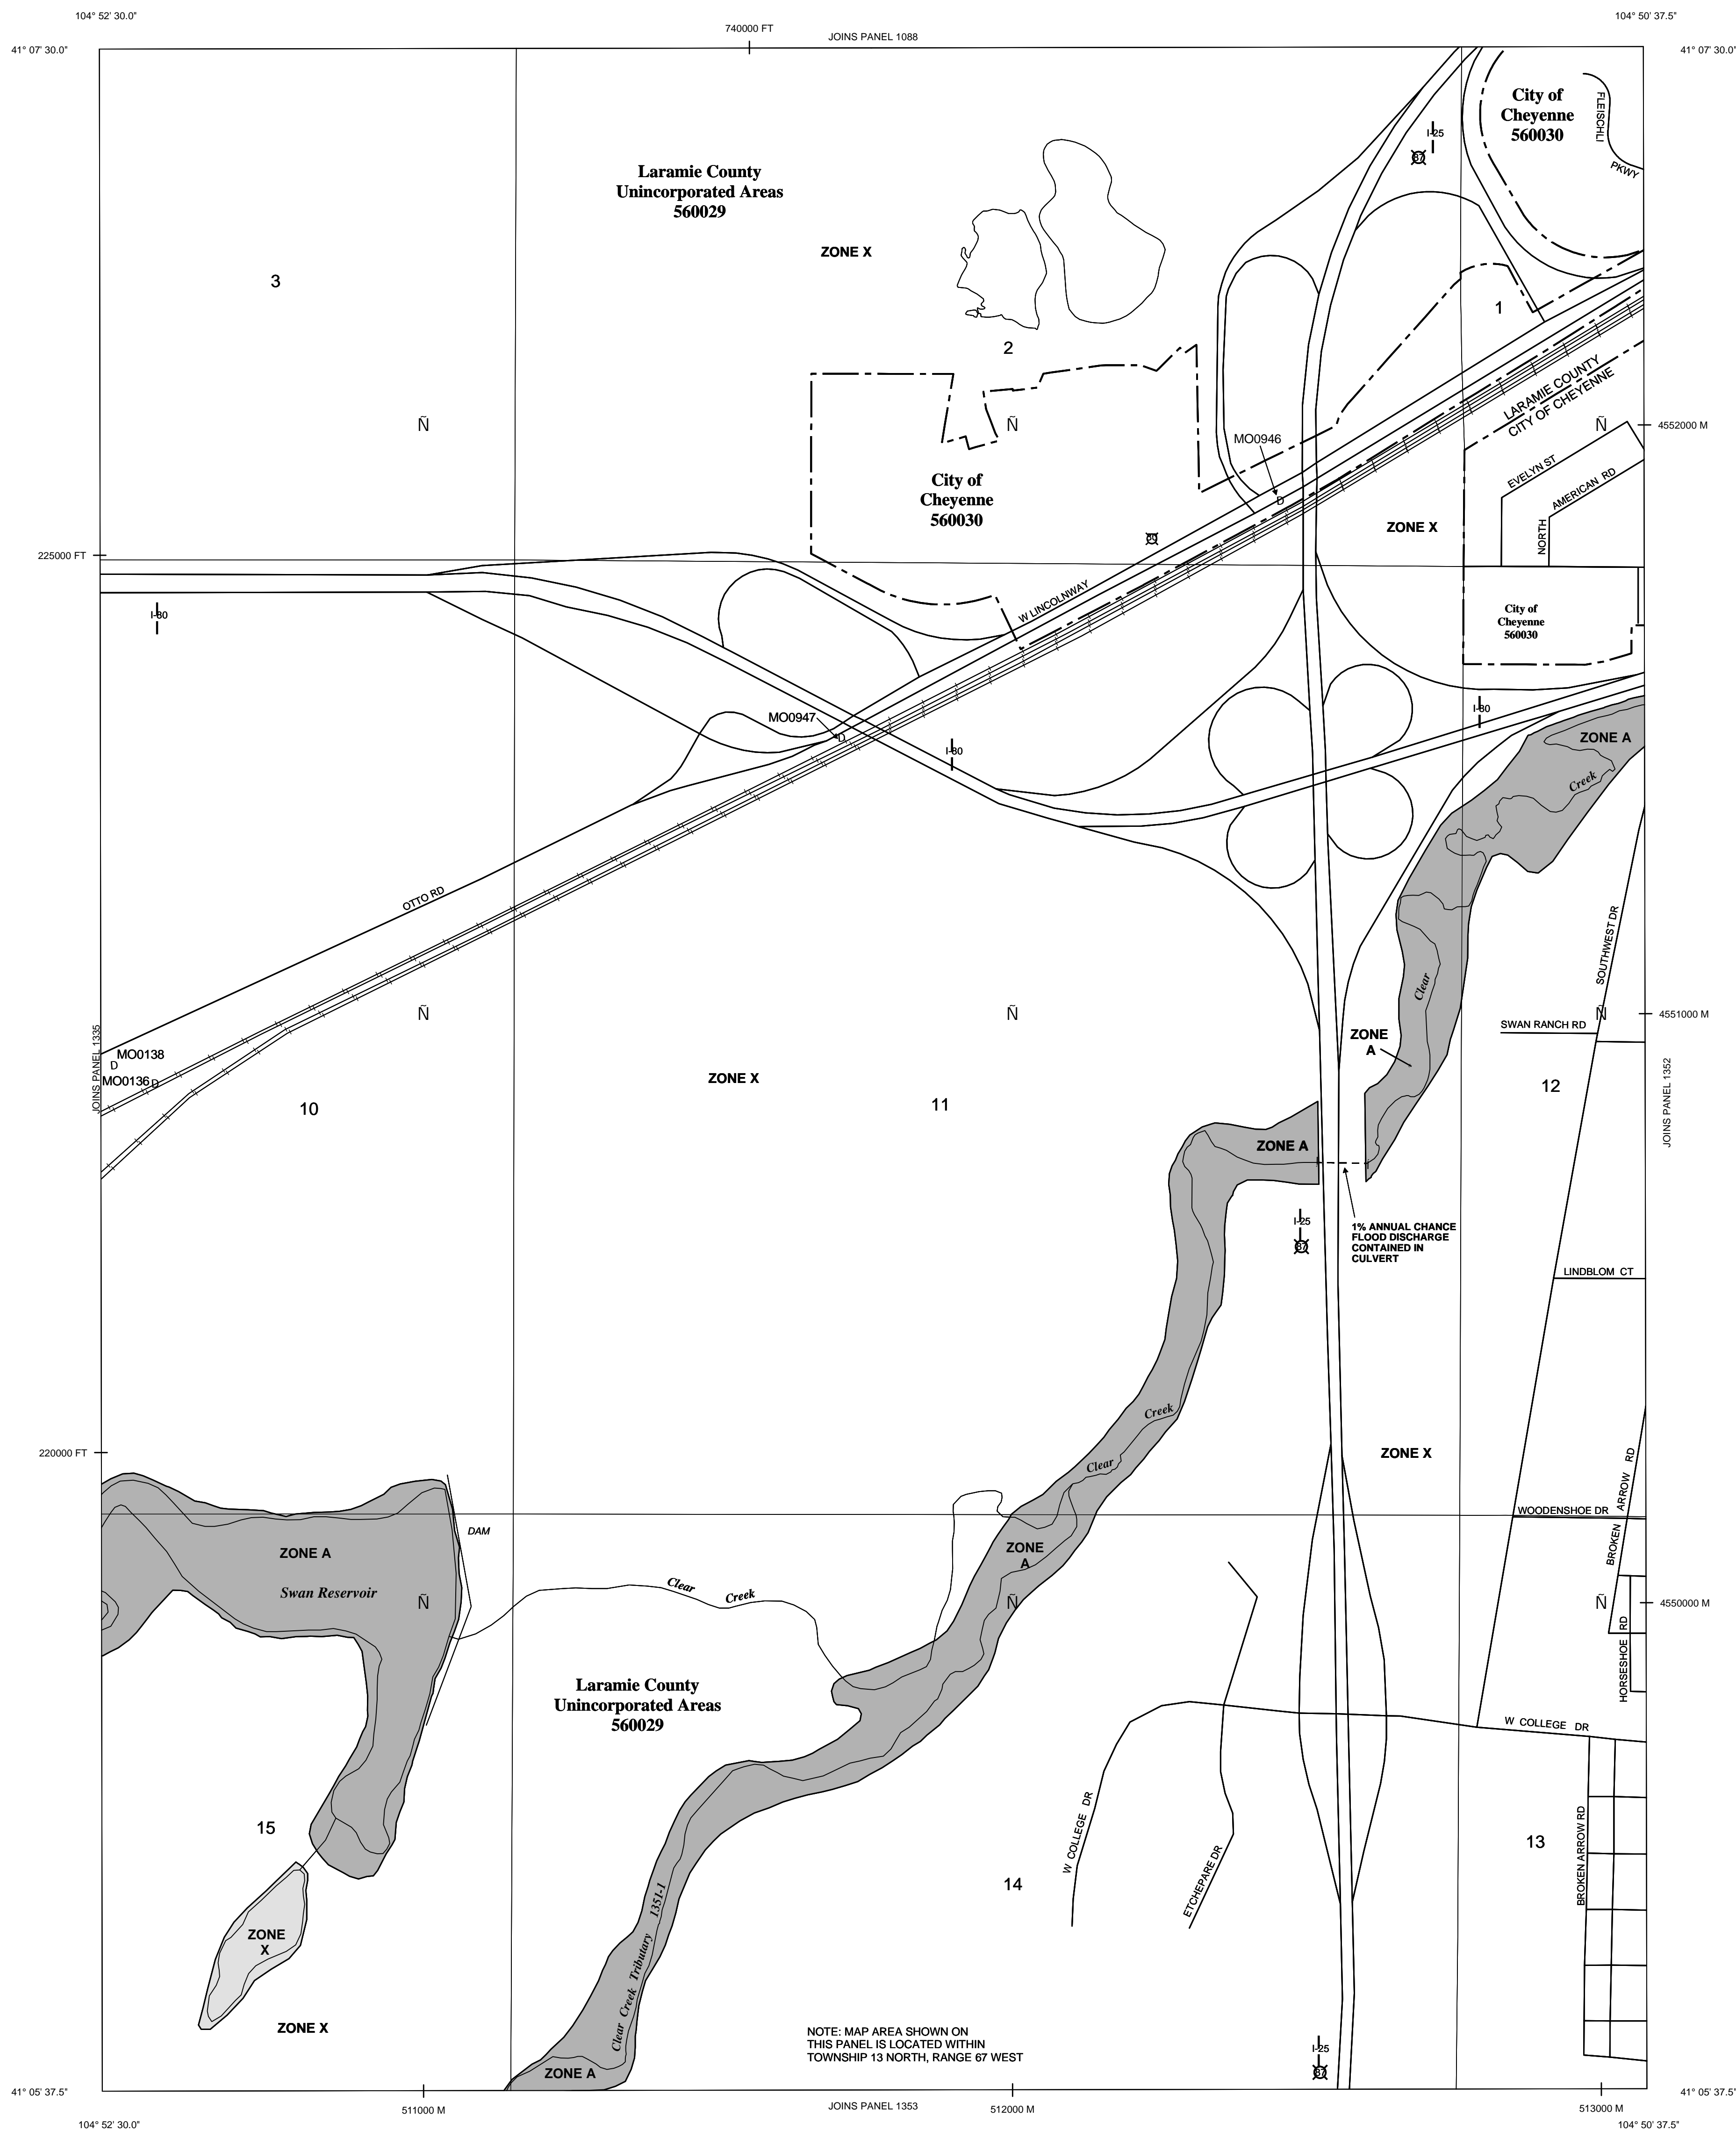 104° 52' 30.0"
740000 FT
JOINS PANEL 1088
104° 50' 37.5"
41° 07' 30.0"
41° 07' 30.0"
City of
Cheyenne
560030
FLEISCHLI
PKWY
I-25
87
Laramie County
Unincorporated Areas
560029
ZONE X
3
2
1
LARAMIE COUNTY
CITY OF CHEYENNE
Ñ
Ñ
Ñ
4552000 M
MO0946
D
EVELYN ST
AMERICAN RD
NORTH
City of
Cheyenne
560030
ZONE X
30
225000 FT
W LINCOLNWAY
I-80
City of
Cheyenne
560030
MO0947
D
I-80
I-80
ZONE A
Creek
OTTO RD
SOUTHWEST DR
Clear
Ñ
Ñ
Ñ
4551000 M
SWAN RANCH RD
ZONE
A
JOINS PANEL 1335
MO0138
D
MO0136
D
ZONE X
10
11
12
JOINS PANEL 1352
ZONE A
I-25
87
1% ANNUAL CHANCE
FLOOD DISCHARGE
CONTAINED IN
CULVERT
LINDBLOM CT
Creek
Clear
220000 FT
ZONE X
BROKEN ARROW RD
WOODENSHOE DR
DAM
ZONE A
Swan Reservoir
ZONE
A
Clear
Creek
Ñ
Ñ
Ñ
4550000 M
HORSESHOE RD
Laramie County
Unincorporated Areas
560029
W COLLEGE DR
W COLLEGE DR
ETCHEPARE DR
BROKEN ARROW RD
15
14
13
Clear Creek Tributary 1351-1
ZONE
X
ZONE X
ZONE A
NOTE: MAP AREA SHOWN ON
THIS PANEL IS LOCATED WITHIN
TOWNSHIP 13 NORTH, RANGE 67 WEST
I-25
87
41° 05' 37.5"
41° 05' 37.5"
511000 M
512000 M
513000 M
JOINS PANEL 1353
104° 52' 30.0"
104° 50' 37.5"